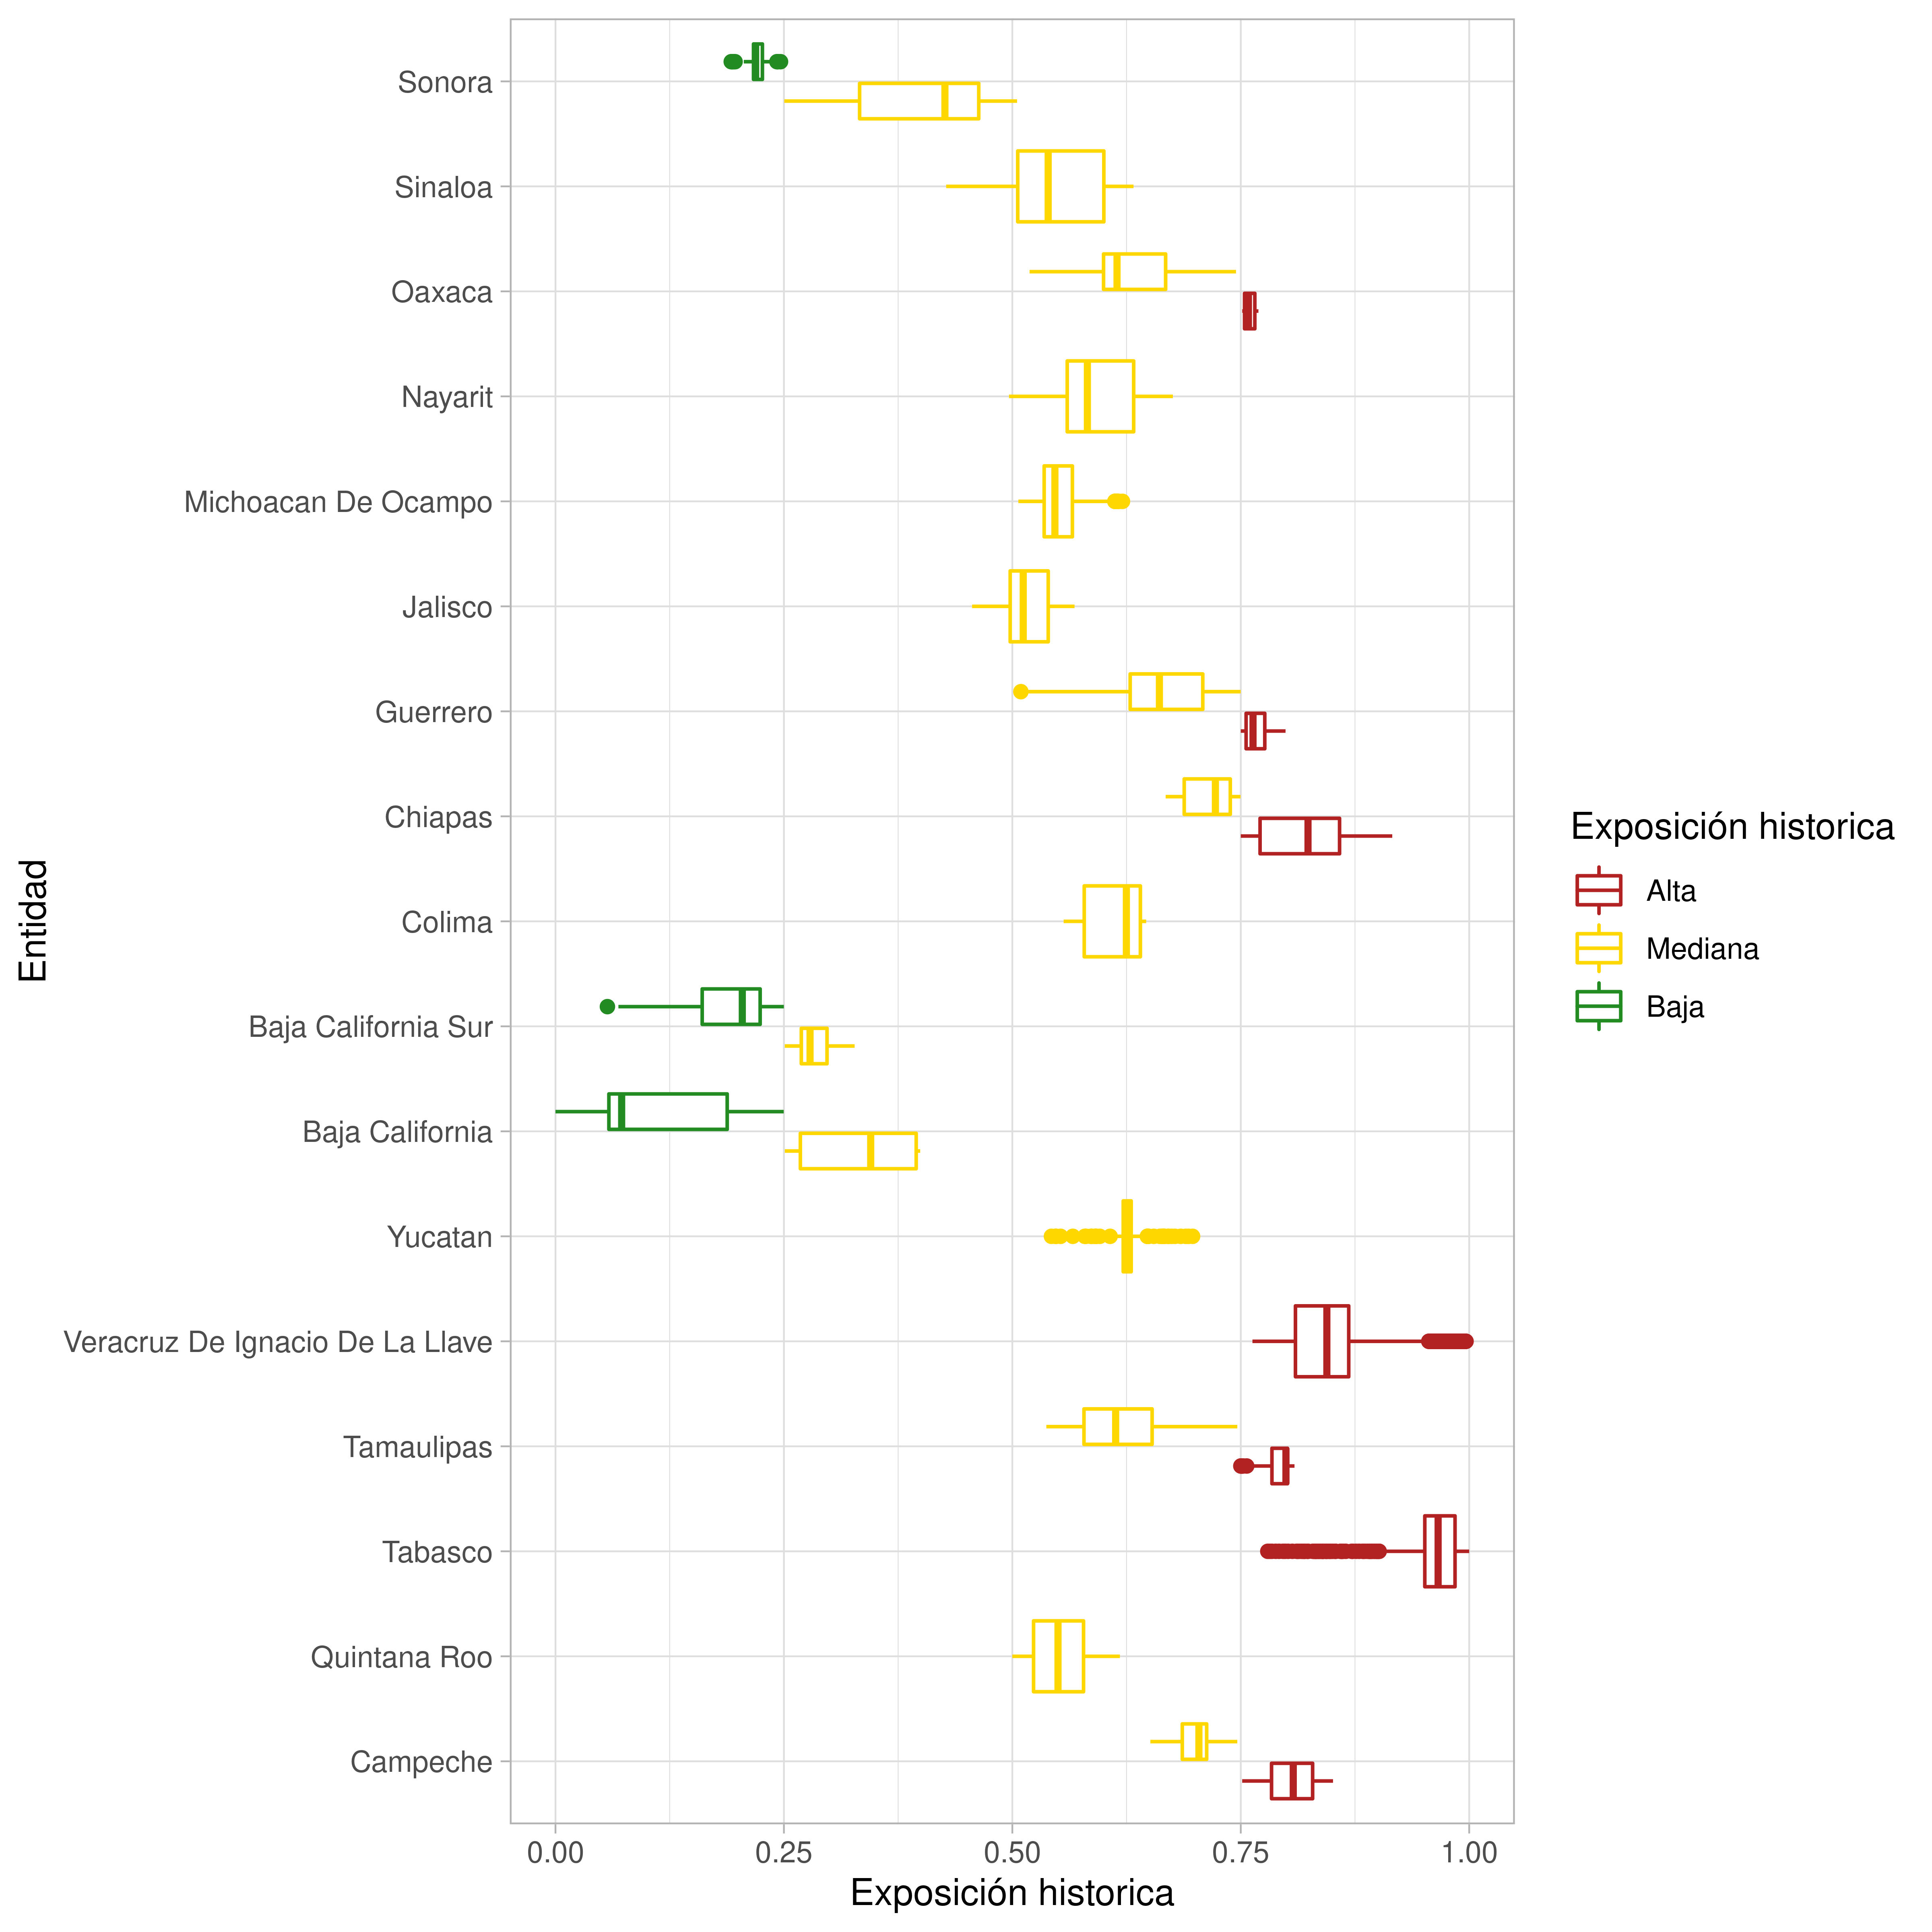 Sonora
Sinaloa
Oaxaca
Nayarit
Michoacan De Ocampo
Jalisco
Guerrero
Chiapas
Colima
Baja California Sur
Baja California
Yucatan
Veracruz De Ignacio De La Llave
Tamaulipas
Tabasco
Quintana Roo
Campeche
Entidad
0.00 0.25 0.50 0.75 1.00
Exposición historica
Exposición historica
Alta
Mediana
Baja